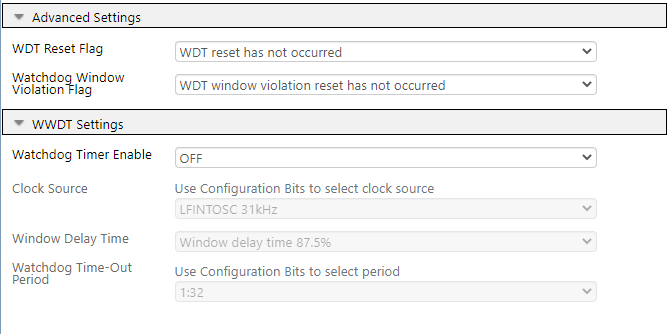 Advanced Settings
WDT Reset Flag
WDT reset has not occurred
Watchdog Window
Violation Flag
WDT window violation reset has not occurred
WWDT Settings
Watchdog Timer Enable
OFF
Clock Source
Use Configuration Bits to select clock source
LFINTOSC 31kHz
Window Delay Time
Window delay time 87.5%
Watchdog Time-Out
Period
Use Configuration Bits to select period
1:32